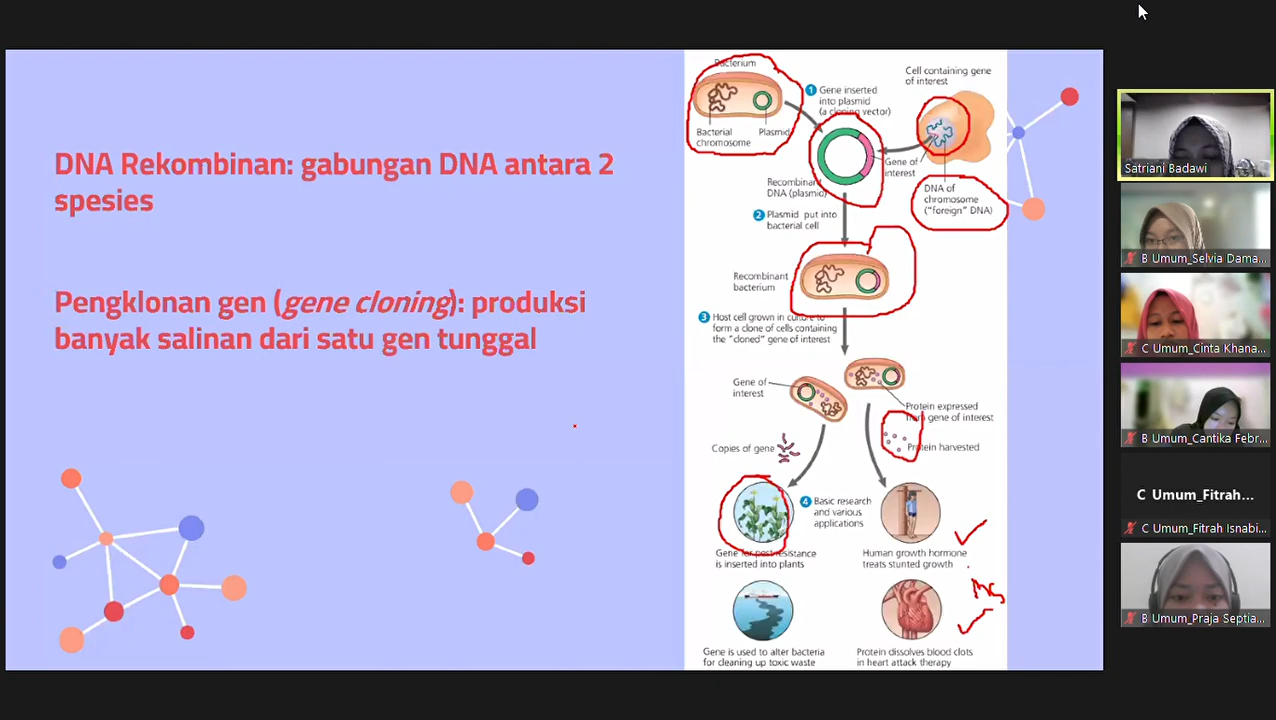 DNA Rekombinan: gabungan DNA antara 2
spesies
Pengklonan gen (gene cloning): produksi
banyak salinan dari satu gen tunggal
Bacterium
Bacterial
chromosome
Plasmid
1 Gene inserted
into plasmid
(a cloning vector)
Cell containing gene
of interest
Gene of
interest
Recombinant
DNA (plasmid)
DNA of
chromosome
("foreign" DNA)
2 Plasmid put into
bacterial cell
Recombinant
bacterium
3 Host cell grown in culture to
form a clone of cells containing
the "cloned" gene of interest
Gene of
interest
Protein expressed
from gene of interest
Copies of gene
Protein harvested
4 Basic research
and various
applications
Gene for pest resistance
is inserted into plants
Human growth hormone
treats stunted growth
Gene is used to alter bacteria
for cleaning up toxic waste
Protein dissolves blood clots
in heart attack therapy
Satriani Badawi
B Umum_Selvia Dama...
C Umum_Cinta Khana...
B Umum_Cantika Febr...
C Umum_Fitrah...
C Umum_Fitrah Isnabi...
B Umum_Praja Septia...